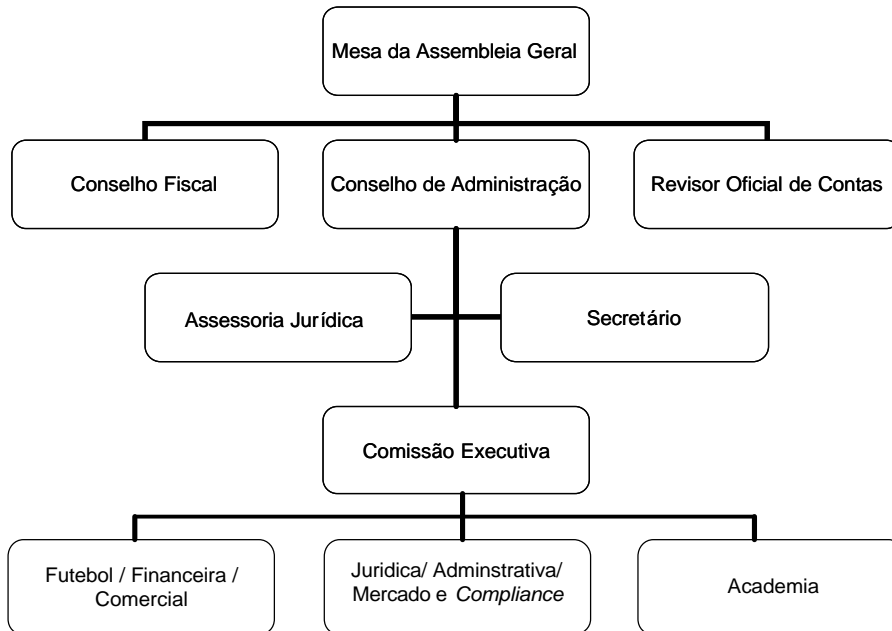 Mesa da Assembleia Geral
Conselho Fiscal
Conselho de Administração
Revisor Oficial de Contas
Assessoria Jurídica
Secretário
Comissão Executiva
Futebol / Financeira /
Comercial
Juridica/ Adminstrativa/
Mercado e Compliance
Academia